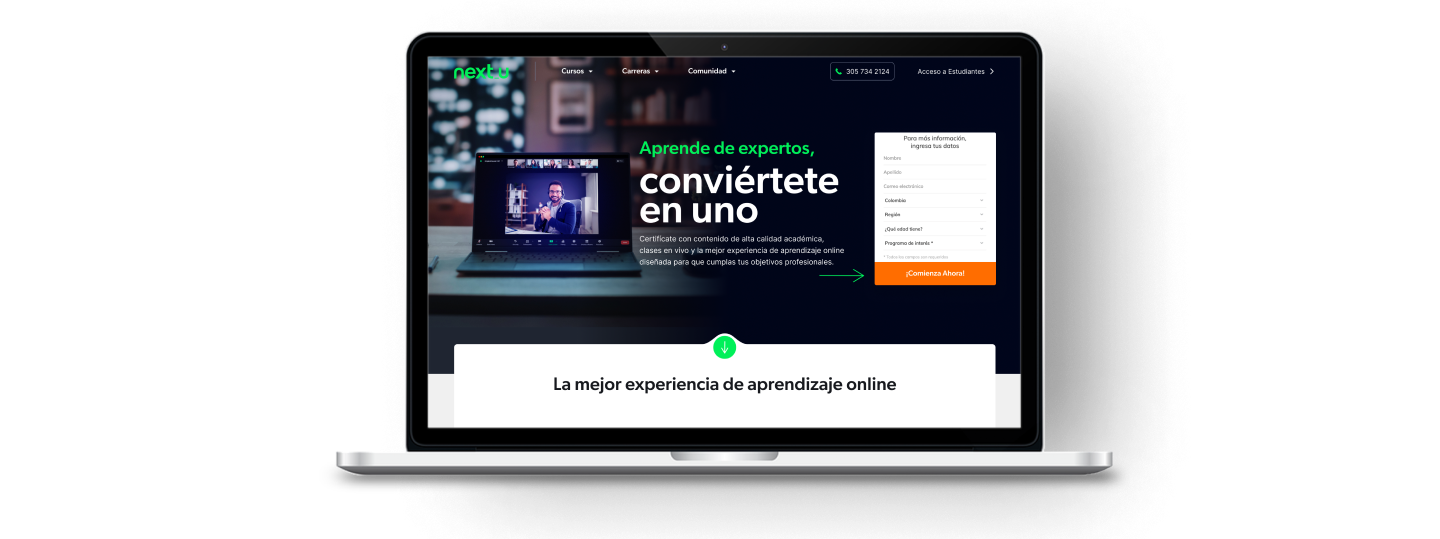 next u
Cursos
Carreras
Comunidad
305 734 2124
Acceso a Estudiantes
Aprende de expertos,
conviértete
en uno
Certifícate con contenido de alta calidad académica,
clases en vivo y la mejor experiencia de aprendizaje online
diseñada para que cumplas tus objetivos profesionales.
Para más información,
ingresa tus datos
Nombre
Apellido
Correo electrónico
Colombia
Región
¿Qué edad tiene?
Programa de interés *
¡Comienza Ahora!
La mejor experiencia de aprendizaje online